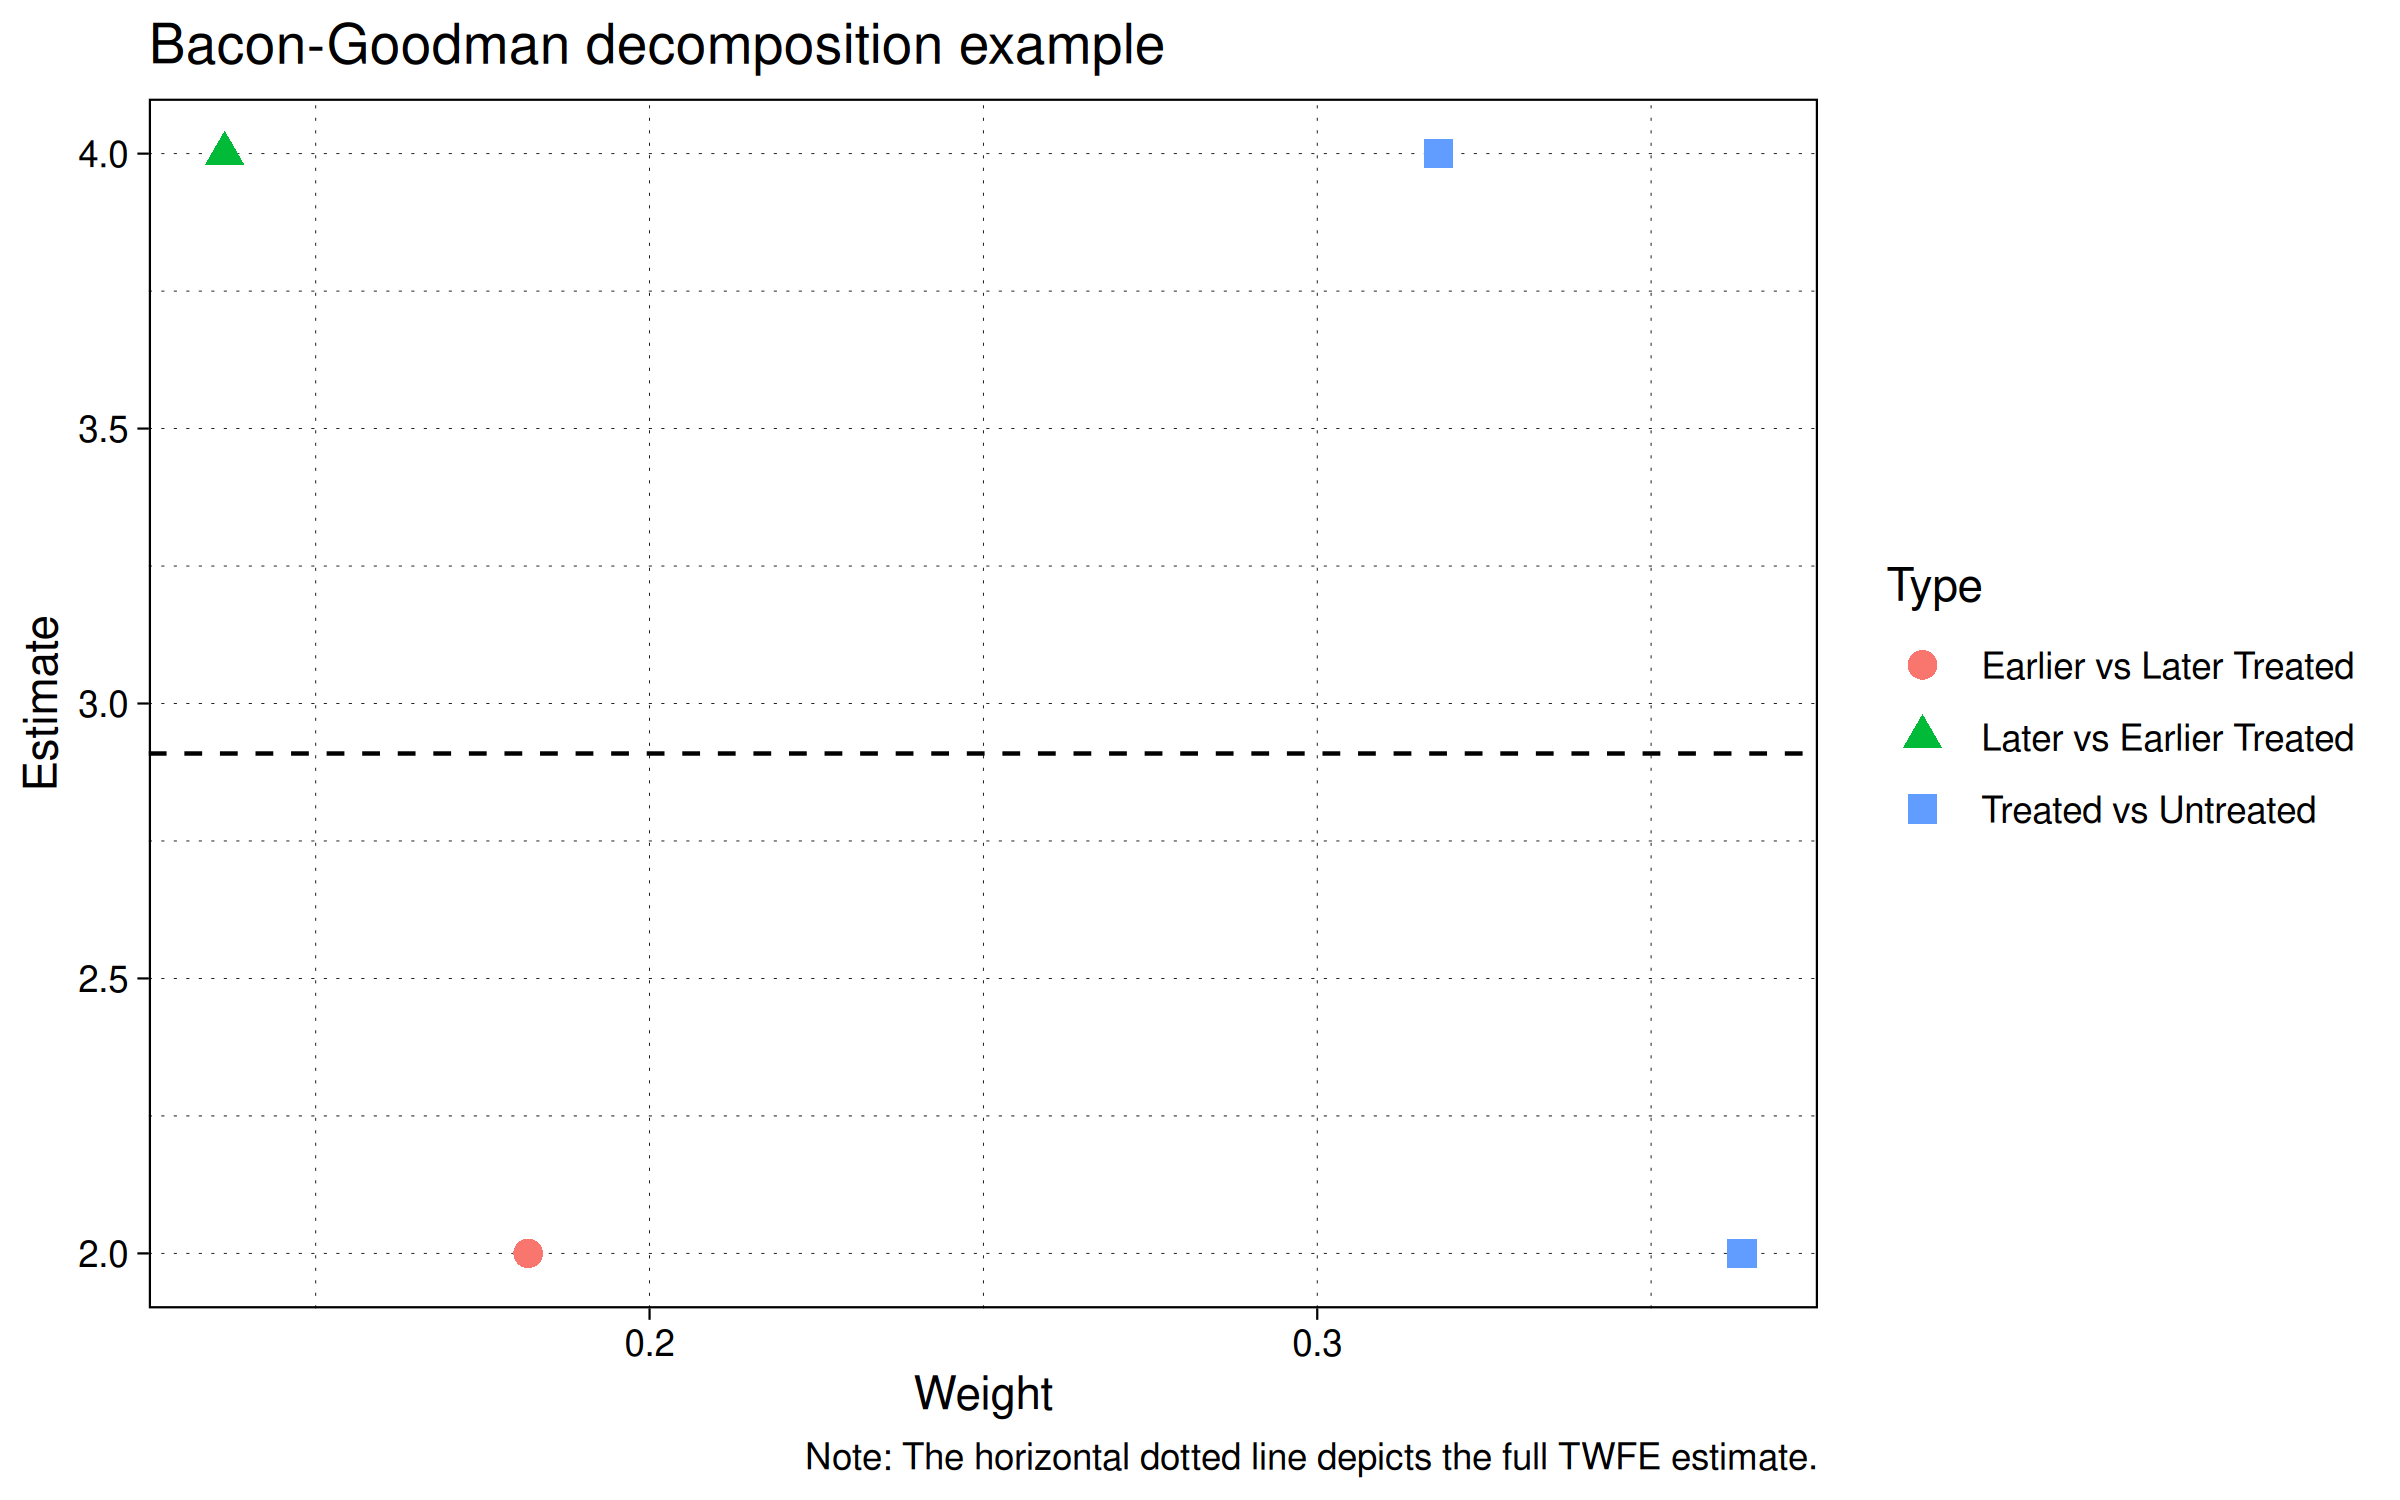 Bacon-Goodman decomposition example
Estimate
4.0
3.5
3.0
2.5
2.0
0.2
0.3
Weight
Type
Earlier vs Later Treated
Later vs Earlier Treated
Treated vs Untreated
Note: The horizontal dotted line depicts the full TWFE estimate.